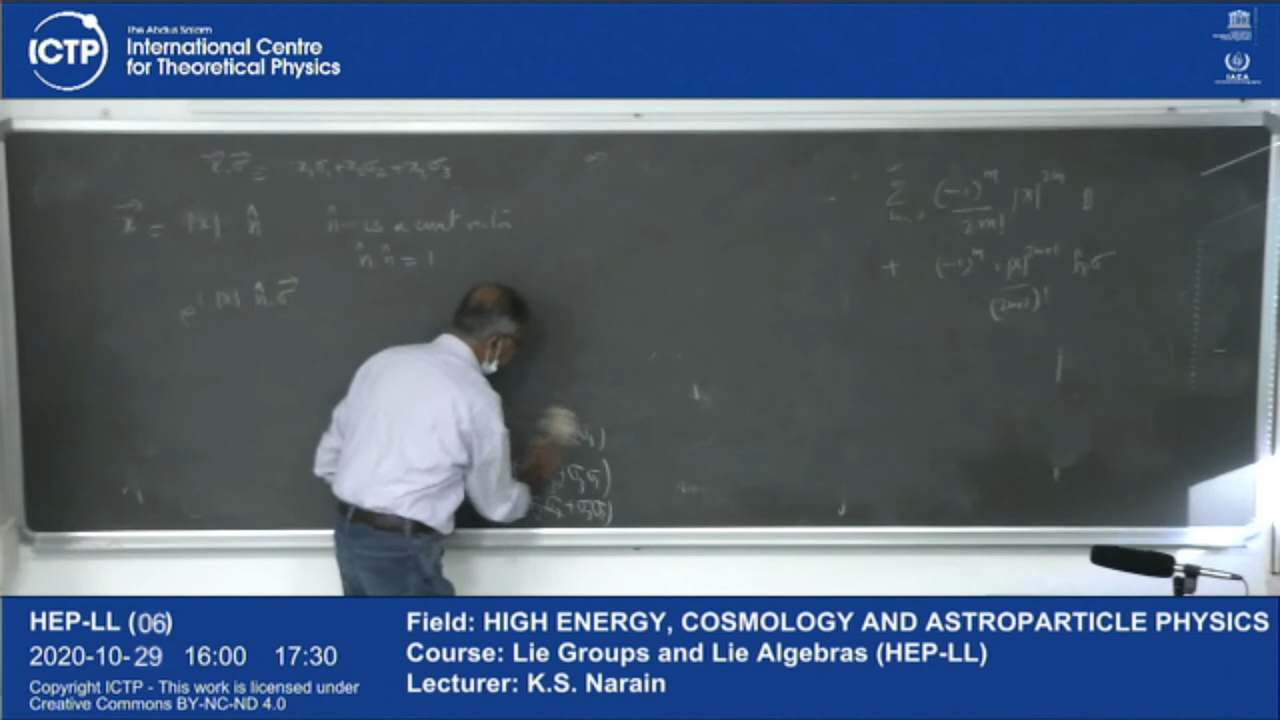 The Abdus Salam
ICTP International Centre
for Theoretical Physics
IAEA
x⃗.σ⃗ = x₁σ₁+x₂σ₂+x₃σ₃
x⃗ = |x| n̂ n̂ is a unit vector
n̂.n̂ = 1
e^{i |x| n̂.σ⃗}
Σ (-1)^m / 2m! |x|^{2m} 𝟙
+ (-1)^m |x|^{2m+1} / (2m+1)! n̂.σ
HEP-LL (06)
2020-10-29 16:00 17:30
Copyright ICTP - This work is licensed under
Creative Commons BY-NC-ND 4.0
Field: HIGH ENERGY, COSMOLOGY AND ASTROPARTICLE PHYSICS
Course: Lie Groups and Lie Algebras (HEP-LL)
Lecturer: K.S. Narain